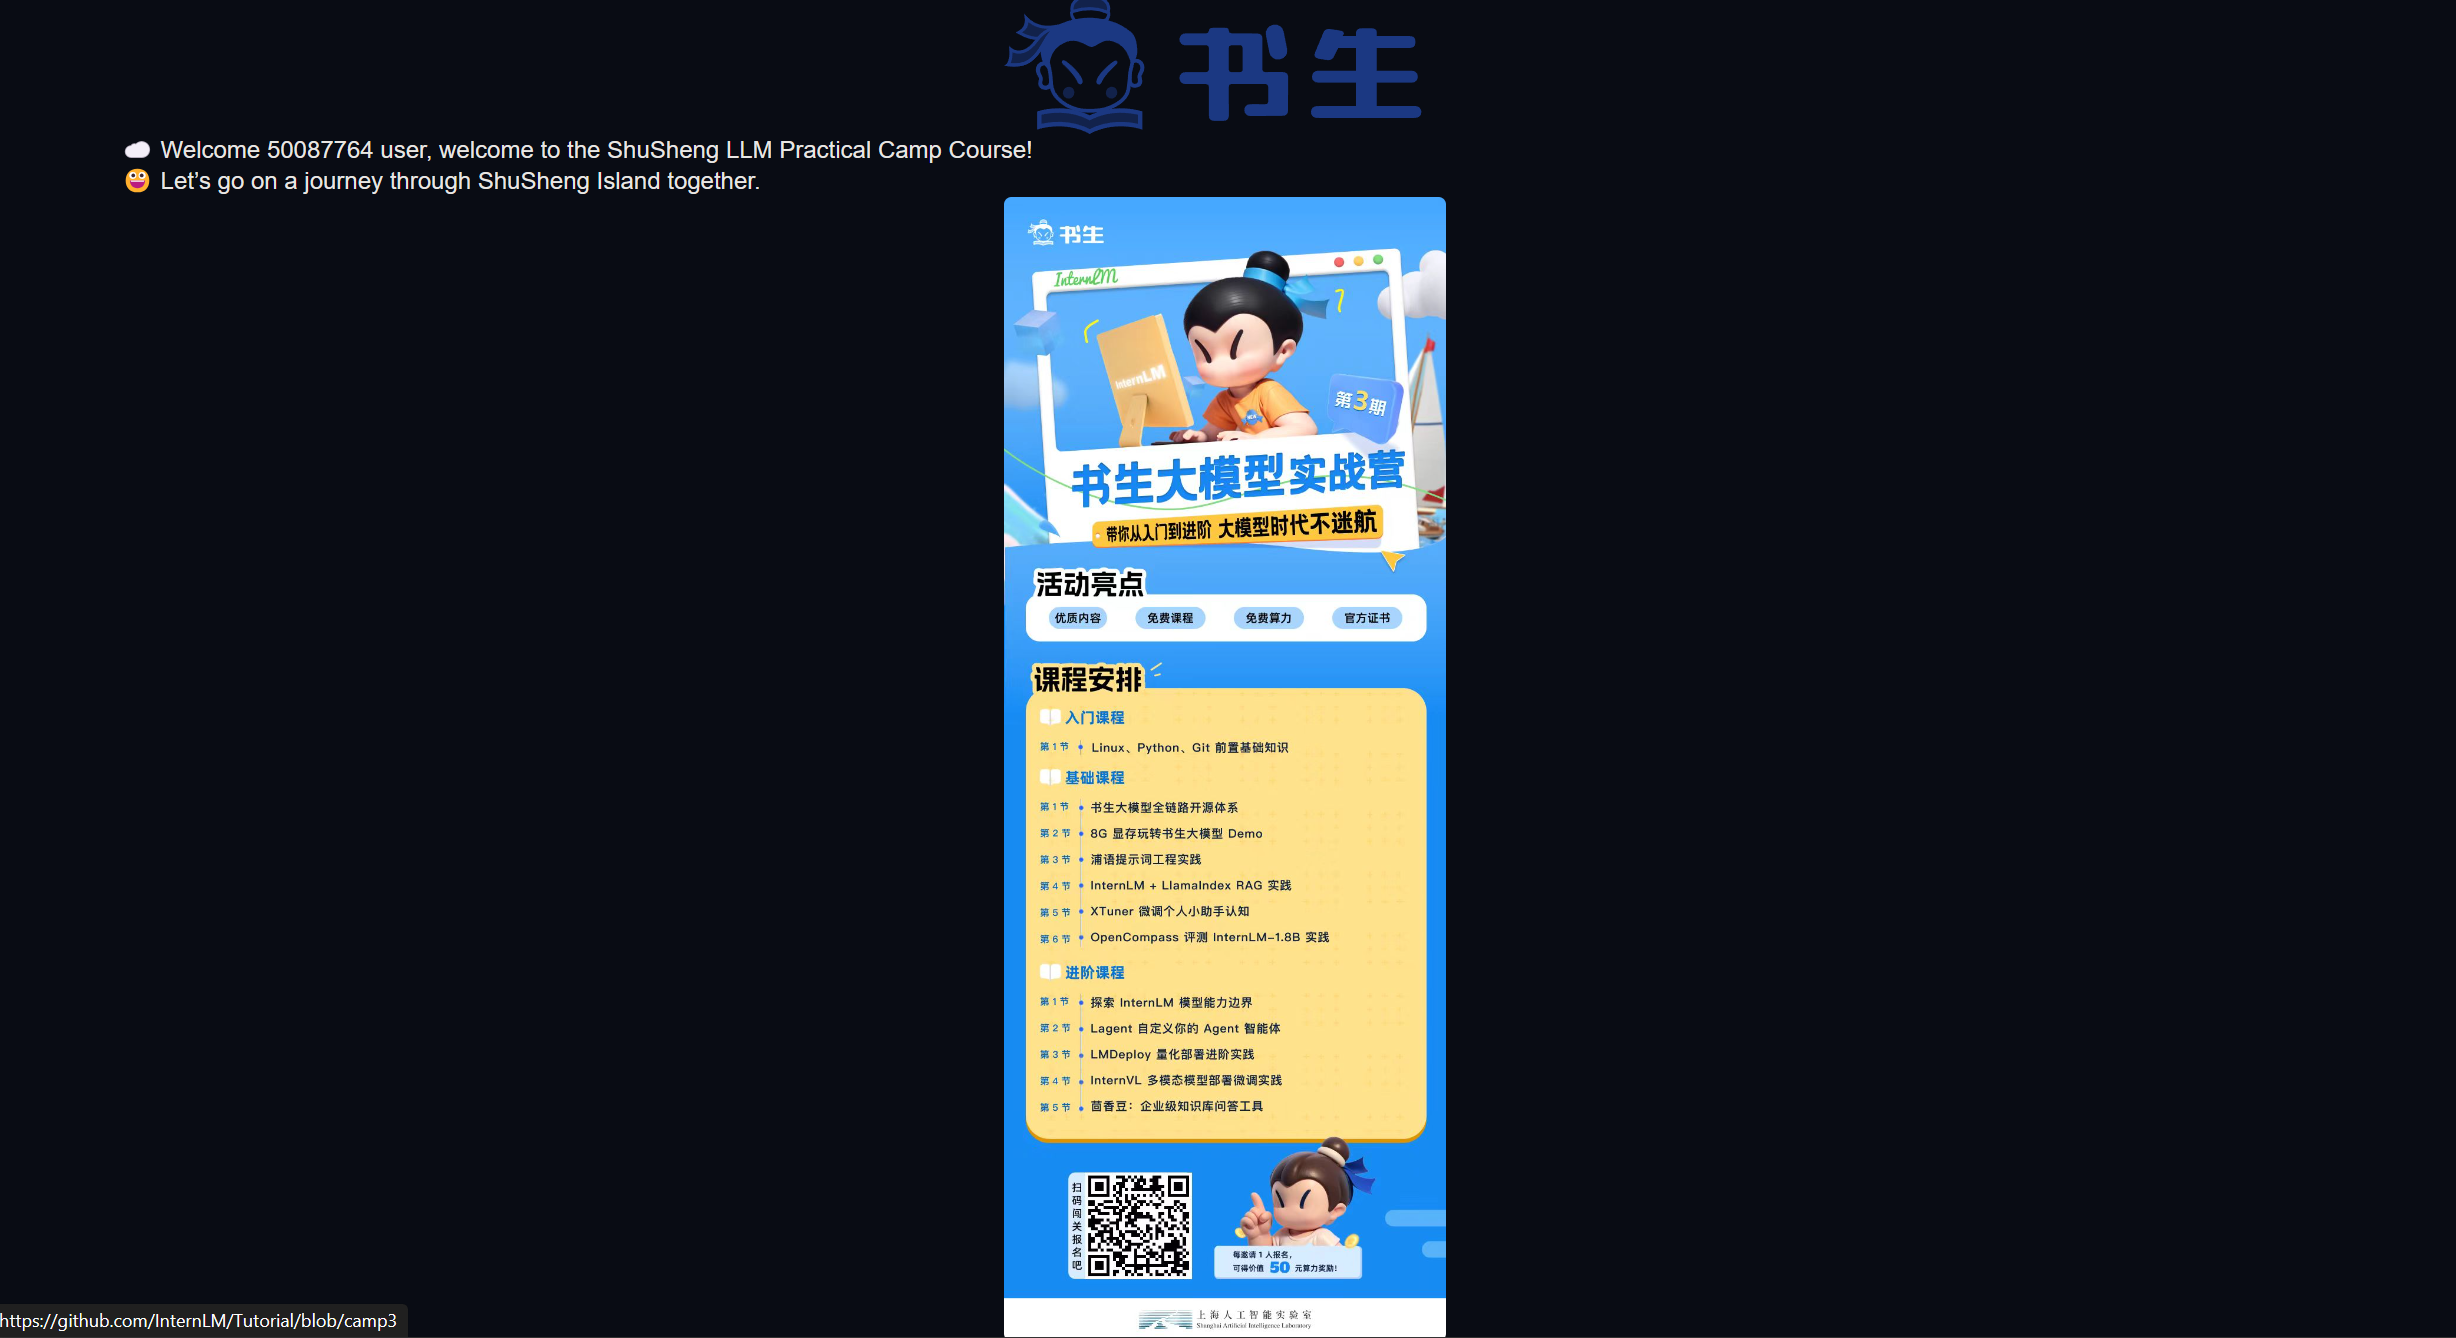 书生
Welcome 50087764 user, welcome to the ShuSheng LLM Practical Camp Course!
Let's go on a journey through ShuSheng Island together.
书生
InternLM
InternLM
第3期
书生大模型实战营
带你从入门到进阶 大模型时代不迷航
活动亮点
优质内容 免费课程 免费算力 官方证书
课程安排
入门课程
第1节 Linux、Python、Git 前置基础知识
基础课程
第1节 书生大模型全链路开源体系
第2节 8G 显存玩转书生大模型 Demo
第3节 浦语提示词工程实践
第4节 InternLM + LlamaIndex RAG 实践
第5节 XTuner 微调个人小助手认知
第6节 OpenCompass 评测 InternLM-1.8B 实践
进阶课程
第1节 探索 InternLM 模型能力边界
第2节 Lagent 自定义你的 Agent 智能体
第3节 LMDeploy 量化部署进阶实践
第4节 InternVL 多模态模型部署微调实践
第5节 茴香豆：企业级知识库问答工具
扫码闯关报名吧
每邀请1人报名，
可得价值 50 元算力奖励！
上海人工智能实验室
Shanghai Artificial Intelligence Laboratory
https://github.com/InternLM/Tutorial/blob/camp3